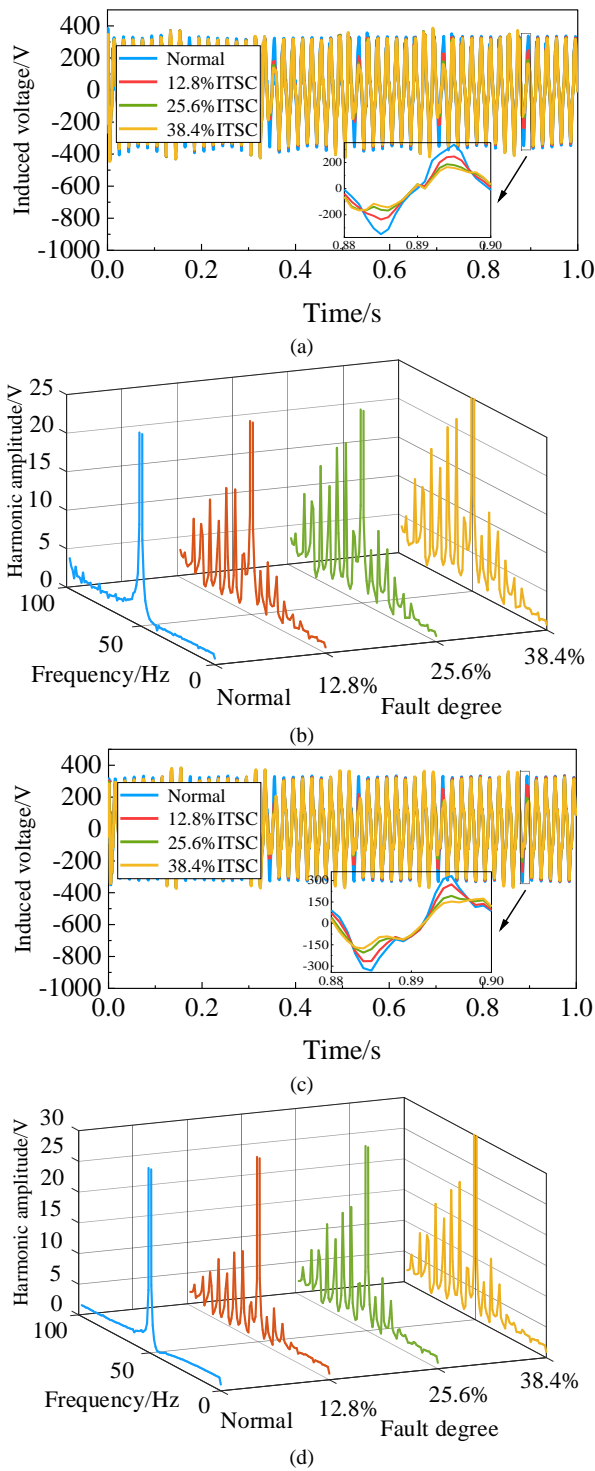 400
200
0
-200
-400
-600
-800
-1000
Induced voltage/V
Normal
12.8%ITSC
25.6%ITSC
38.4%ITSC
200
0
-200
0.88
0.89
0.90
0.0
0.2
0.4
0.6
0.8
1.0
Time/s
(a)
25
20
15
10
5
0
Harmonic amplitude/V
100
50
0
Frequency/Hz
Normal
12.8%
25.6%
38.4%
Fault degree
(b)
400
200
0
-200
-400
-600
-800
-1000
Induced voltage/V
Normal
12.8%ITSC
25.6%ITSC
38.4%ITSC
300
150
0
-150
-300
0.88
0.89
0.90
0.0
0.2
0.4
0.6
0.8
1.0
Time/s
(c)
30
25
20
15
10
5
0
Harmonic amplitude/V
100
50
0
Frequency/Hz
Normal
12.8%
25.6%
38.4%
Fault degree
(d)